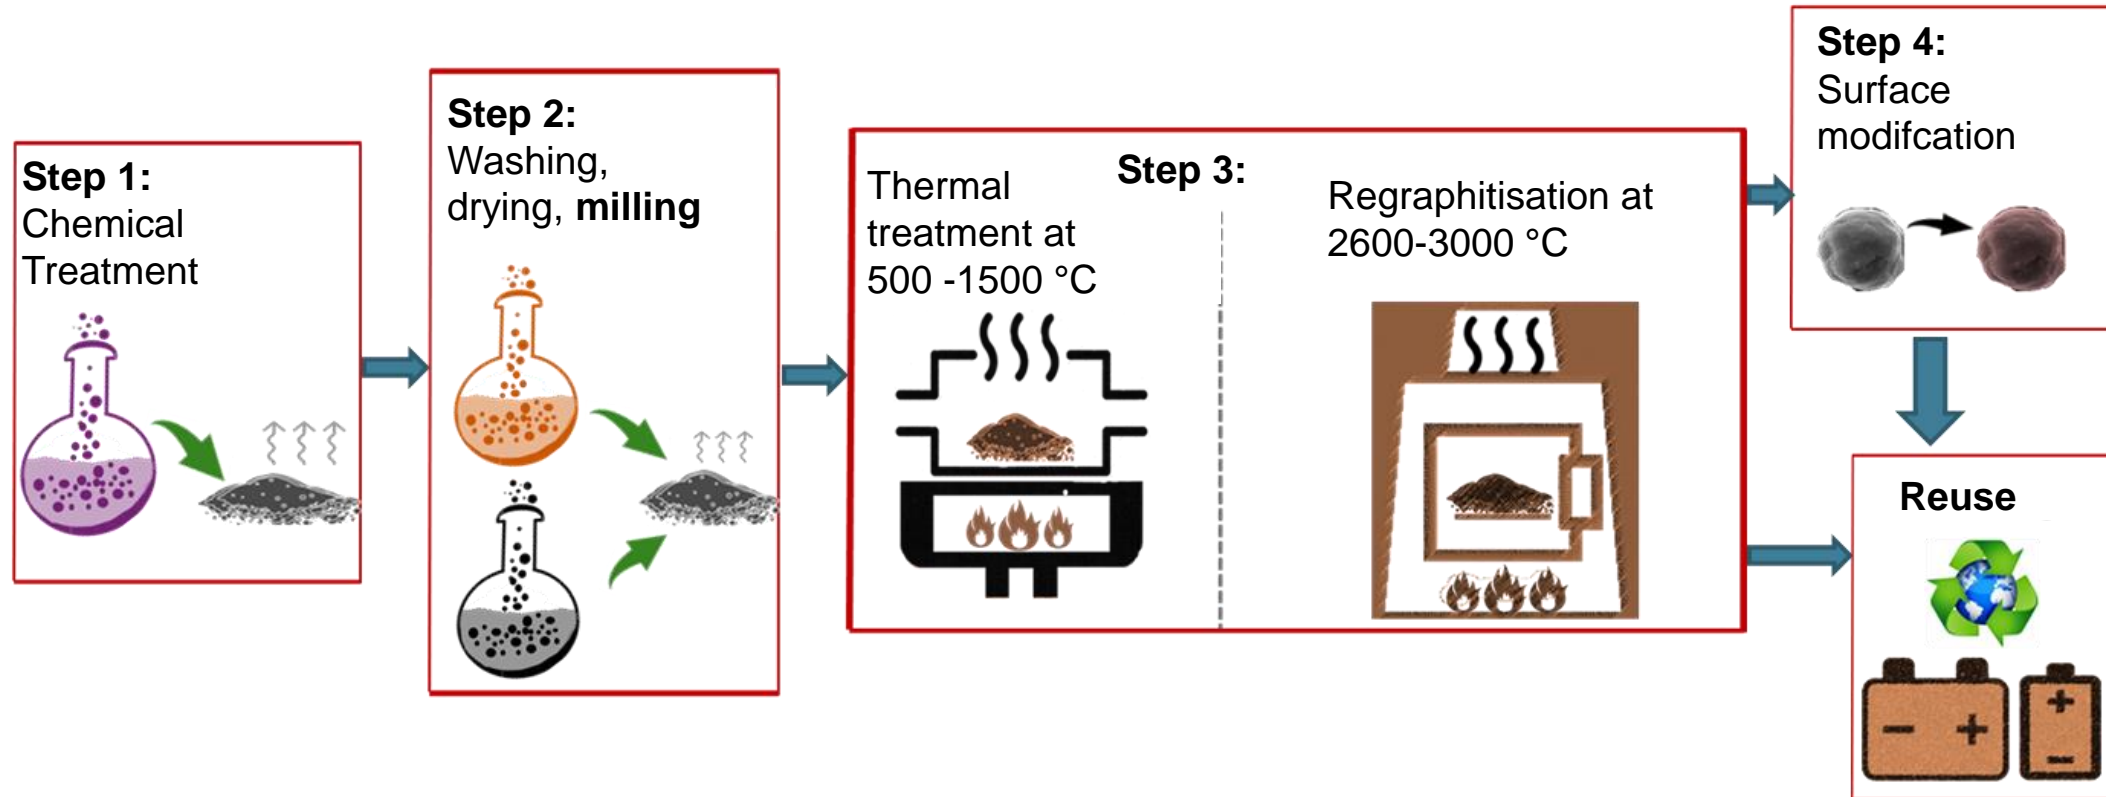 Step 1:
Chemical
Treatment
Step 2:
Washing,
drying, milling
Step 3:
Thermal
treatment at
500 -1500 °C
Regraphitisation at
2600-3000 °C
Step 4:
Surface
modifcation
Reuse
− +
+
−